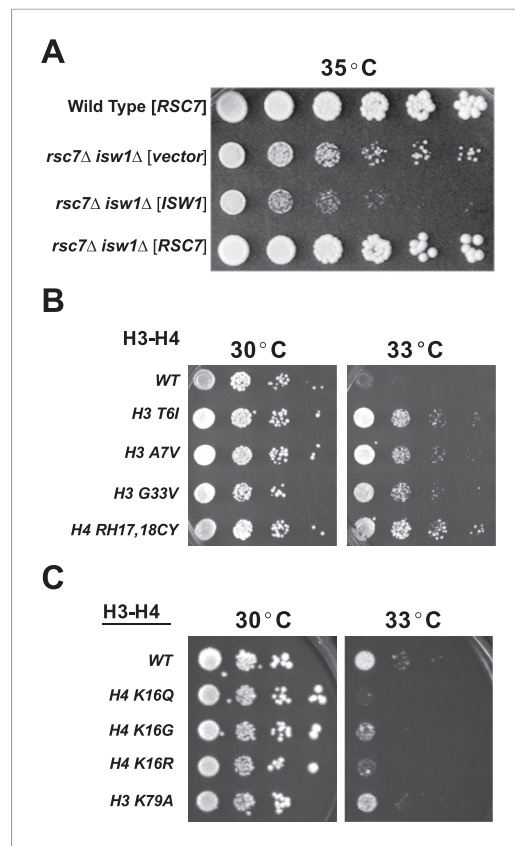 A
35°C
Wild Type [RSC7]
rsc7Δ isw1Δ [vector]
rsc7Δ isw1Δ [ISW1]
rsc7Δ isw1Δ [RSC7]
B
H3-H4
30°C
33°C
WT
H3 T6I
H3 A7V
H3 G33V
H4 RH17,18CY
C
H3-H4
30°C
33°C
WT
H4 K16Q
H4 K16G
H4 K16R
H3 K79A